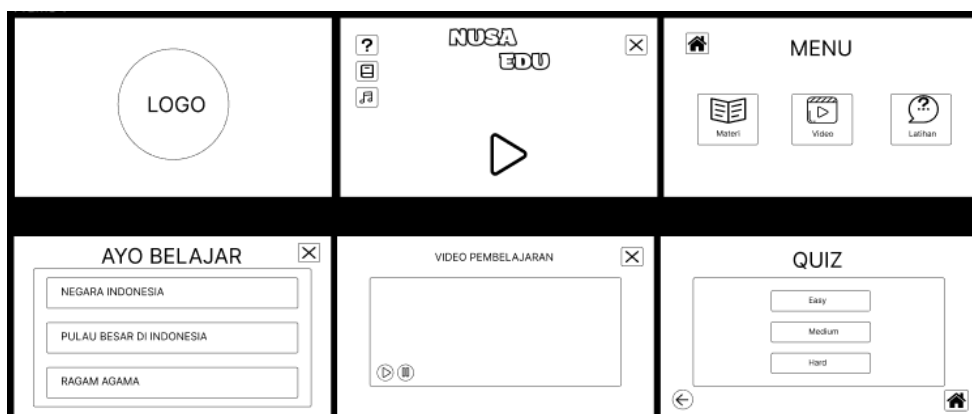 LOGO
?
NUSA
EDU
MENU
Materi
Video
Latihan
AYO BELAJAR
NEGARA INDONESIA
PULAU BESAR DI INDONESIA
RAGAM AGAMA
VIDEO PEMBELAJARAN
QUIZ
Easy
Medium
Hard